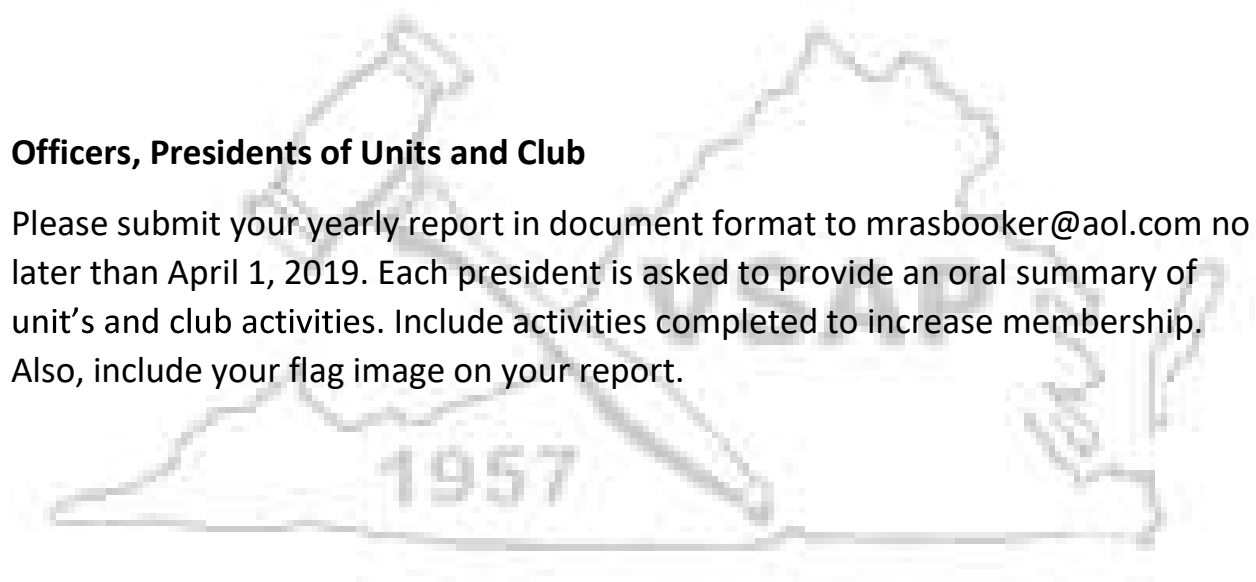 Officers, Presidents of Units and Club
Please submit your yearly report in document format to mrasbooker@aol.com no
later than April 1, 2019. Each president is asked to provide an oral summary of
unit’s and club activities. Include activities completed to increase membership.
Also, include your flag image on your report.
VSAP
1957